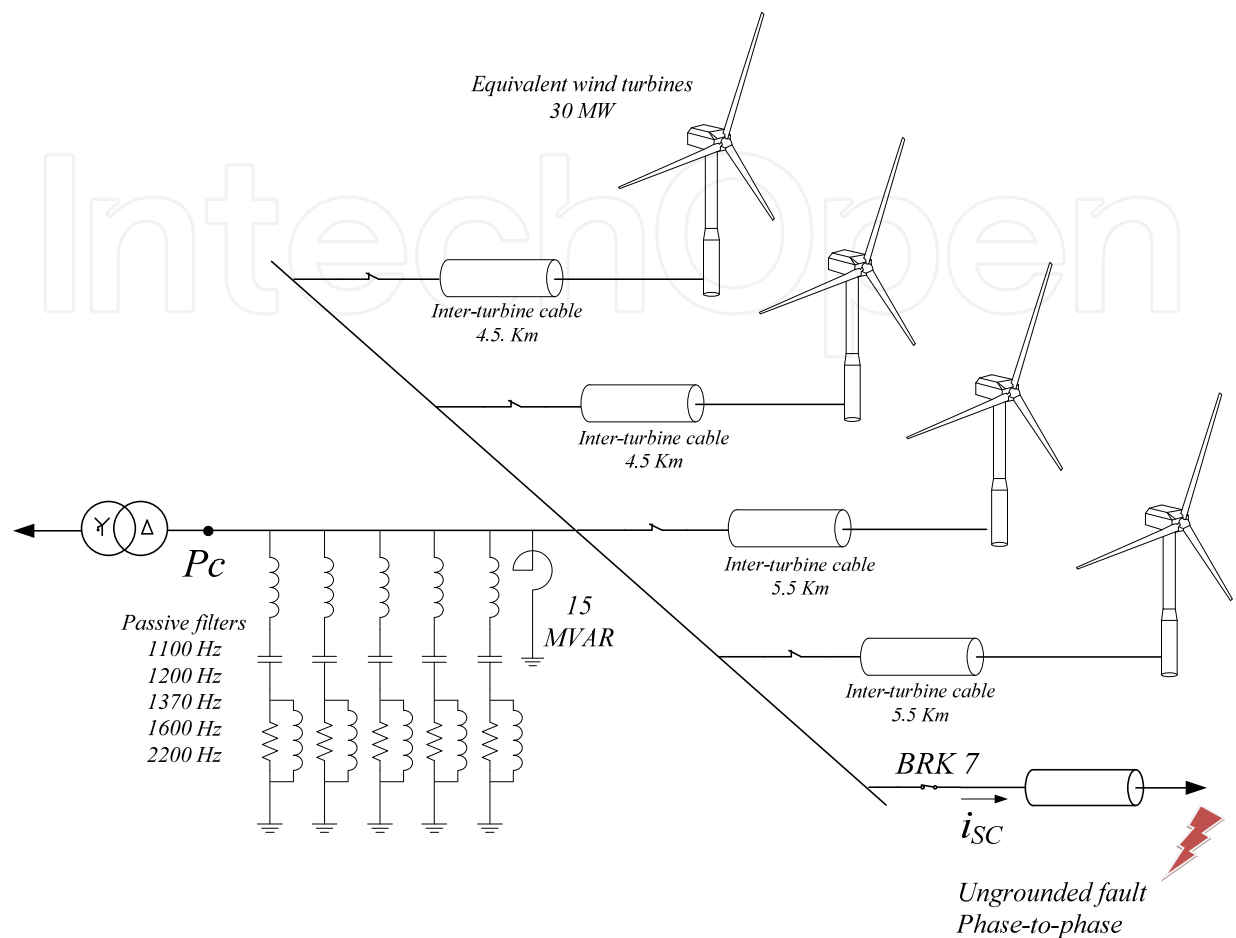 Equivalent wind turbines
30 MW
IntechOpen
Inter-turbine cable
4.5. Km
Inter-turbine cable
4.5 Km
Pc
Inter-turbine cable
5.5 Km
15
MVAR
Passive filters
1100 Hz
1200 Hz
1370 Hz
1600 Hz
2200 Hz
Inter-turbine cable
5.5 Km
BRK 7
iSC
Ungrounded fault
Phase-to-phase